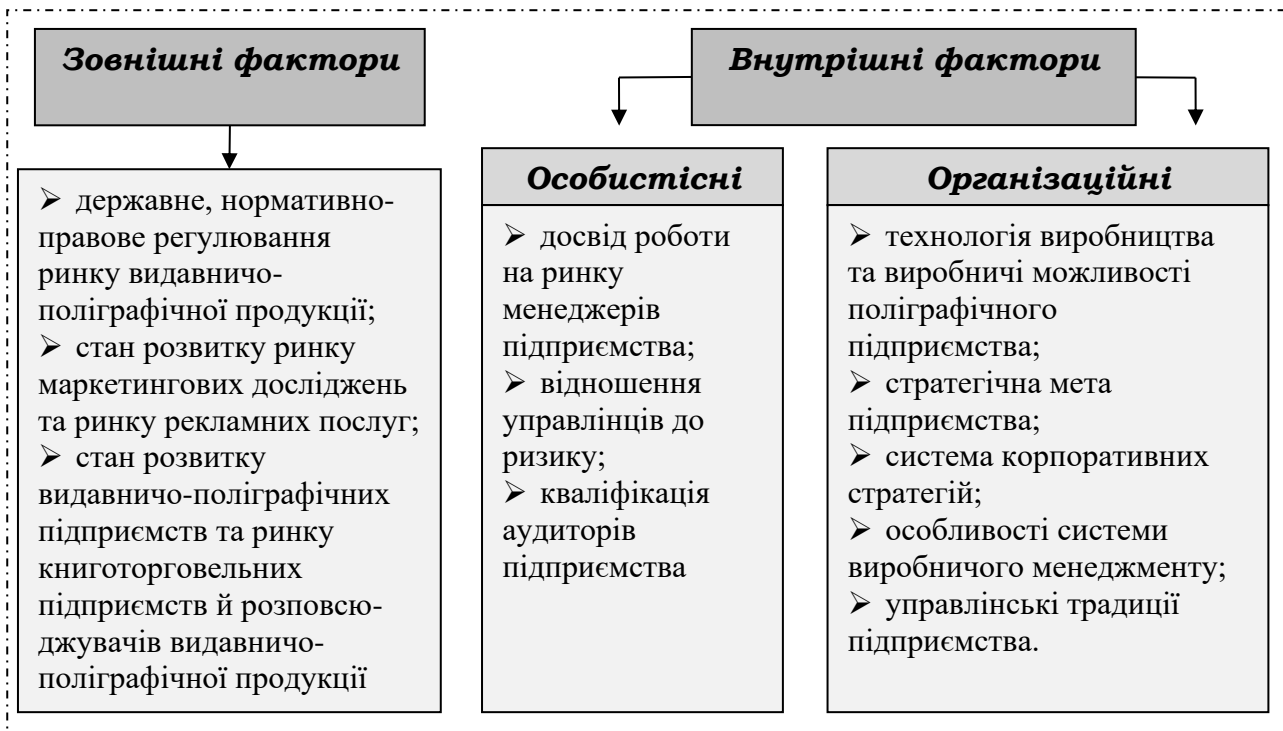 Зовнішні фактори
➢ державне, нормативно-
правове регулювання
ринку видавничо-
поліграфічної продукції;
➢ стан розвитку ринку
маркетингових досліджень
та ринку рекламних послуг;
➢ стан розвитку
видавничо-поліграфічних
підприємств та ринку
книготорговельних
підприємств й розповсю-
джувачів видавничо-
поліграфічної продукції
Внутрішні фактори
Особистісні
➢ досвід роботи
на ринку
менеджерів
підприємства;
➢ відношення
управлінців до
ризику;
➢ кваліфікація
аудиторів
підприємства
Організаційні
➢ технологія виробництва
та виробничі можливості
поліграфічного
підприємства;
➢ стратегічна мета
підприємства;
➢ система корпоративних
стратегій;
➢ особливості системи
виробничого менеджменту;
➢ управлінські традиції
підприємства.